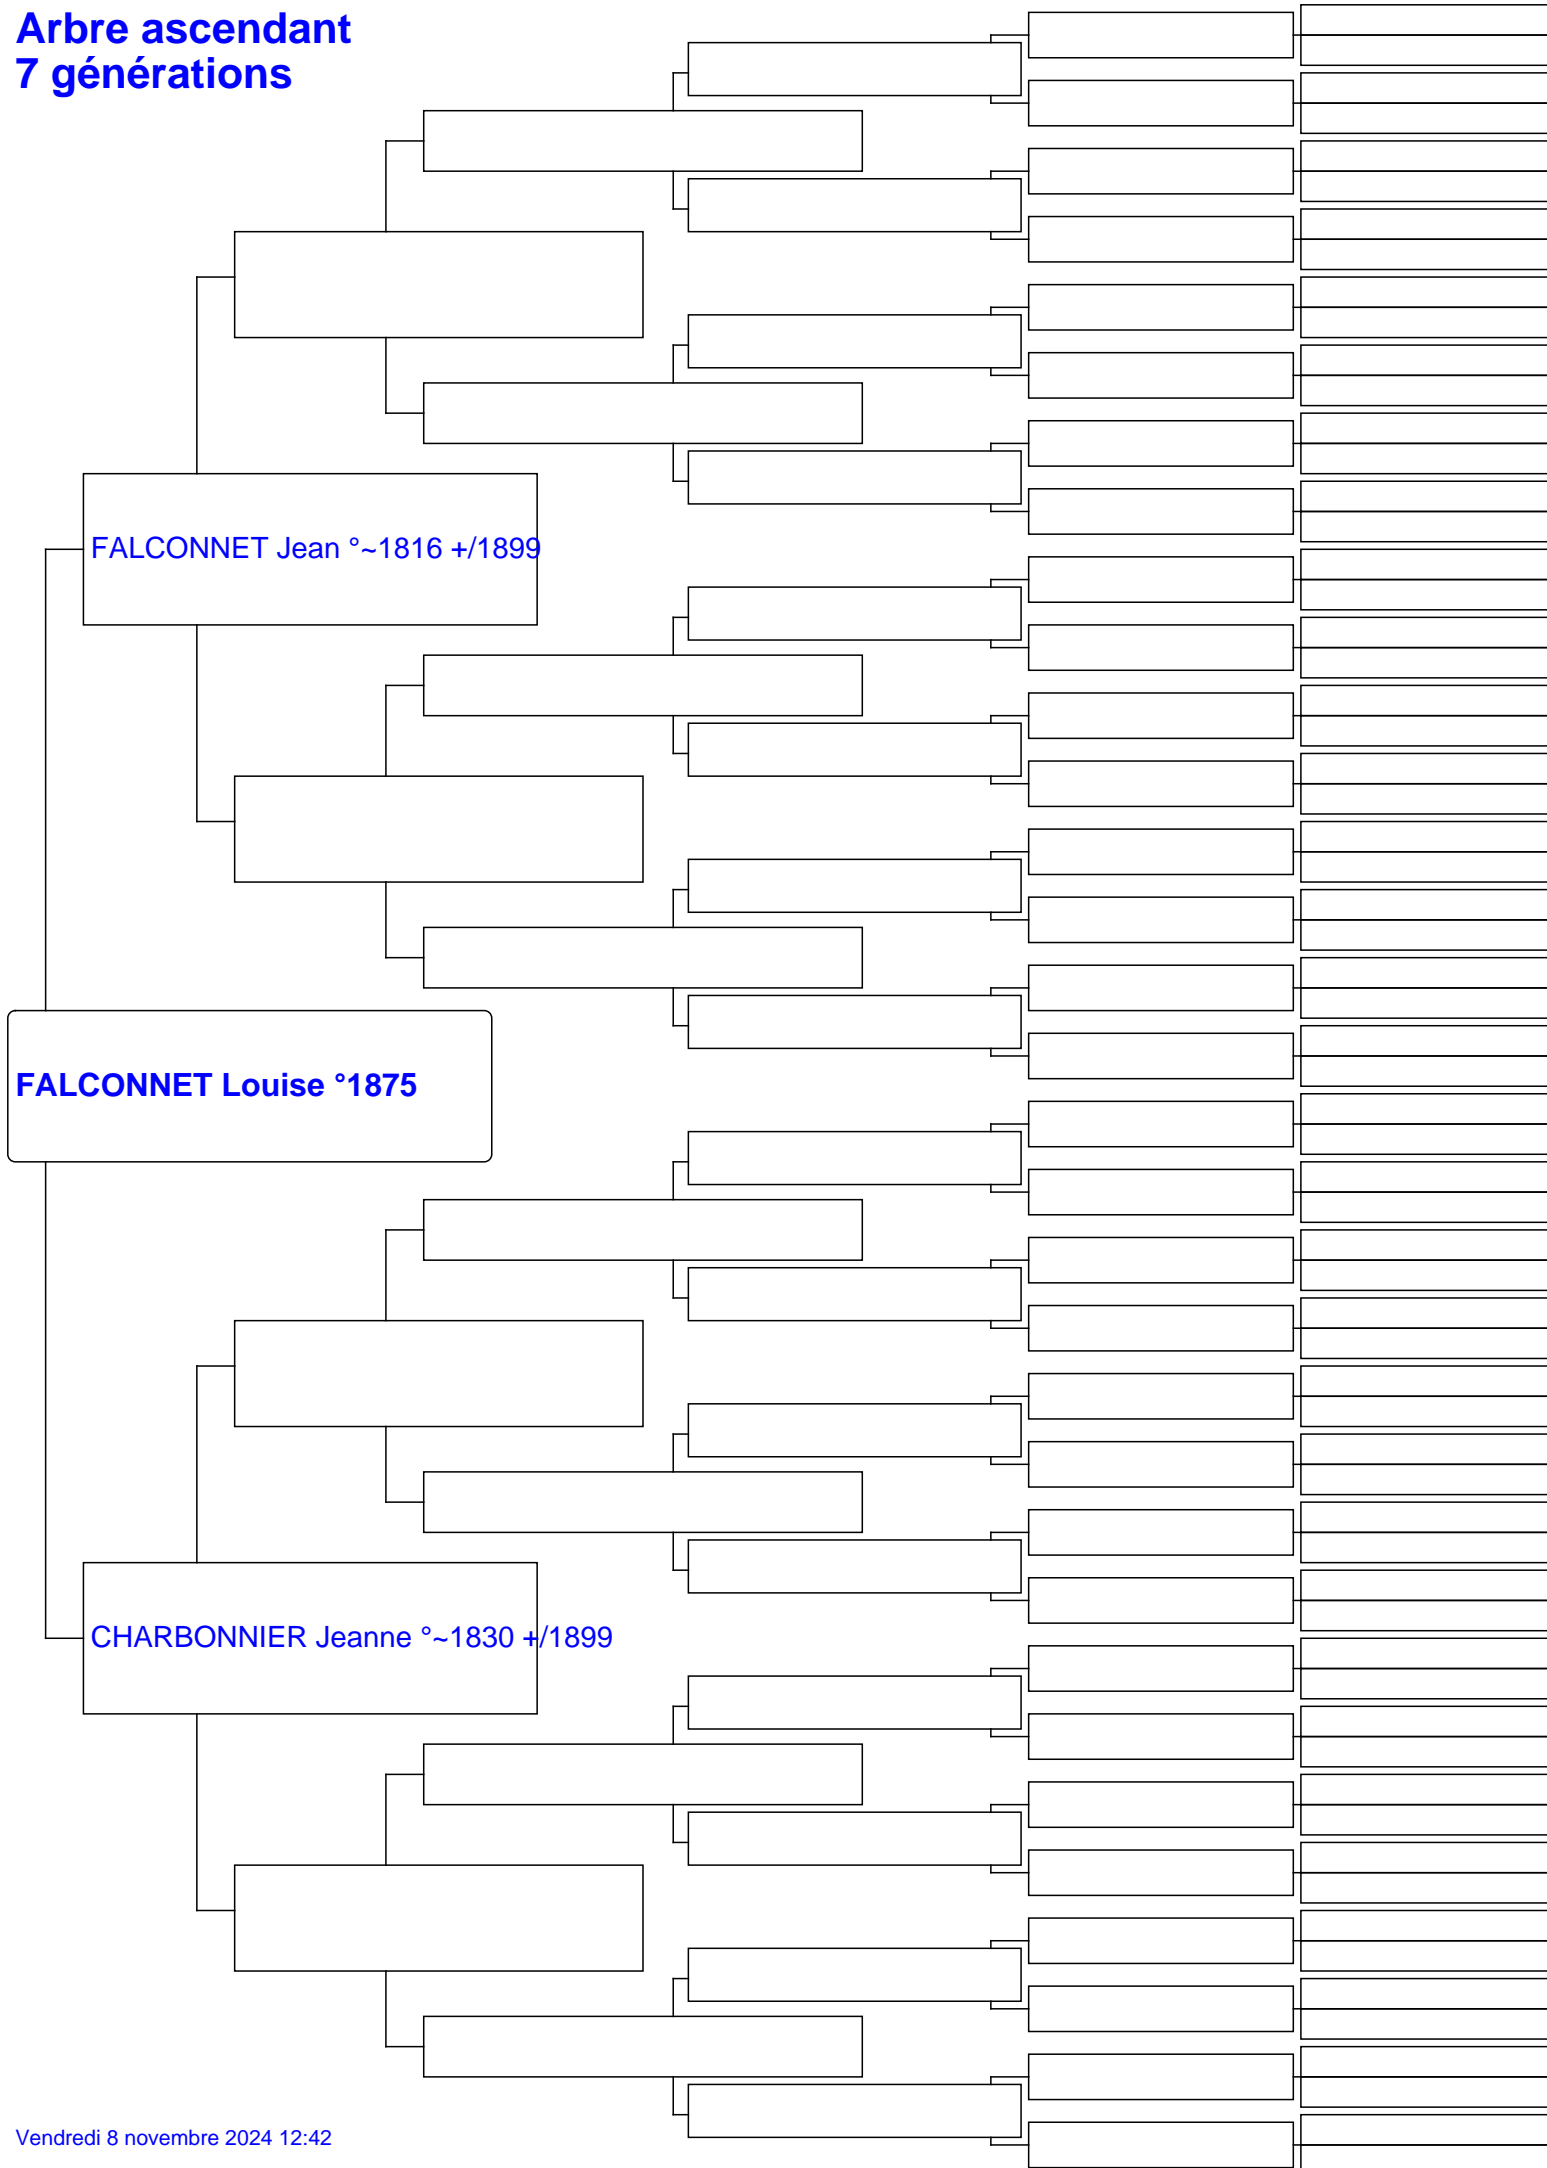 Arbre ascendant
7 générations
FALCONNET Jean °~1816 +/1899
FALCONNET Louise °1875
CHARBONNIER Jeanne °~1830 +/1899
Vendredi 8 novembre 2024 12:42